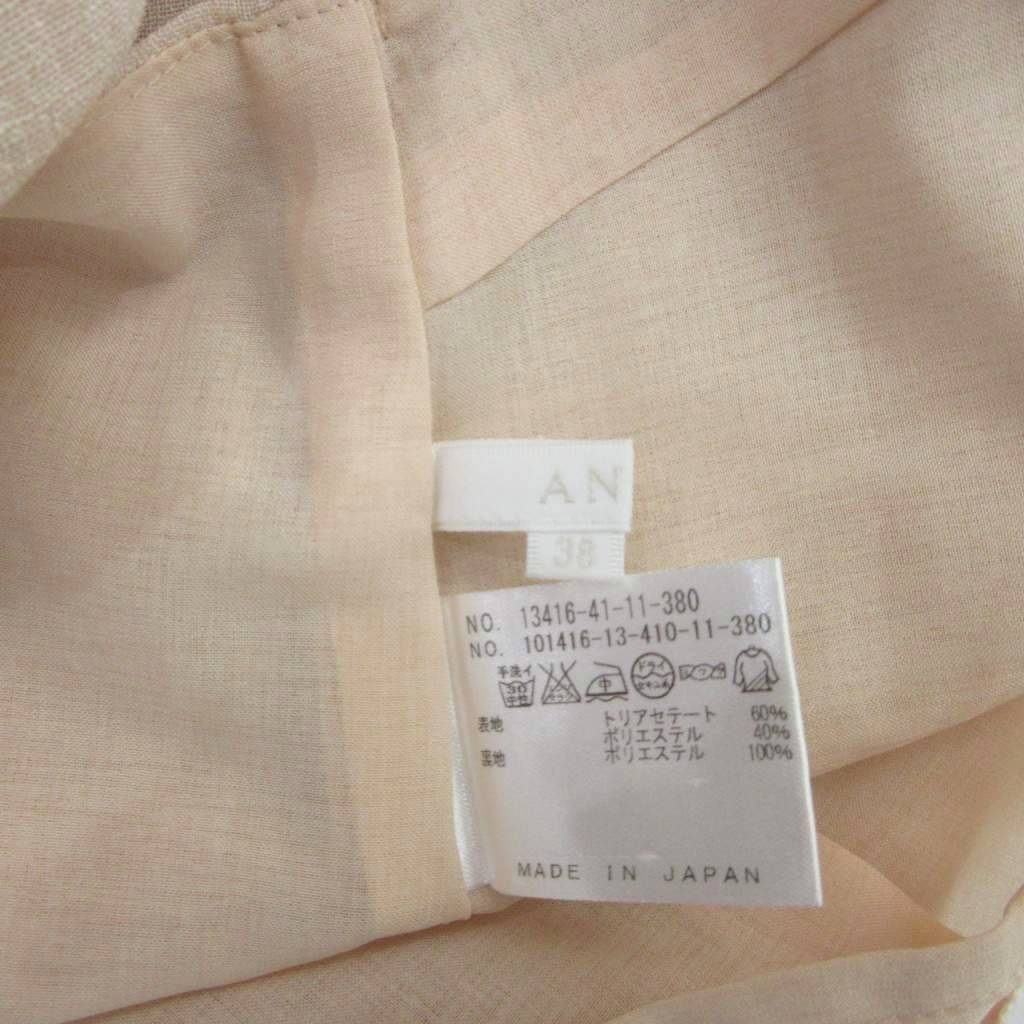 AN
38
NO. 13416-41-11-380
NO. 101416-13-410-11-380
手洗イ
30
中性
中
ドライ
セキユ系
表地 トリアセテート 60%
ポリエステル 40%
裏地 ポリエステル 100%
MADE IN JAPAN